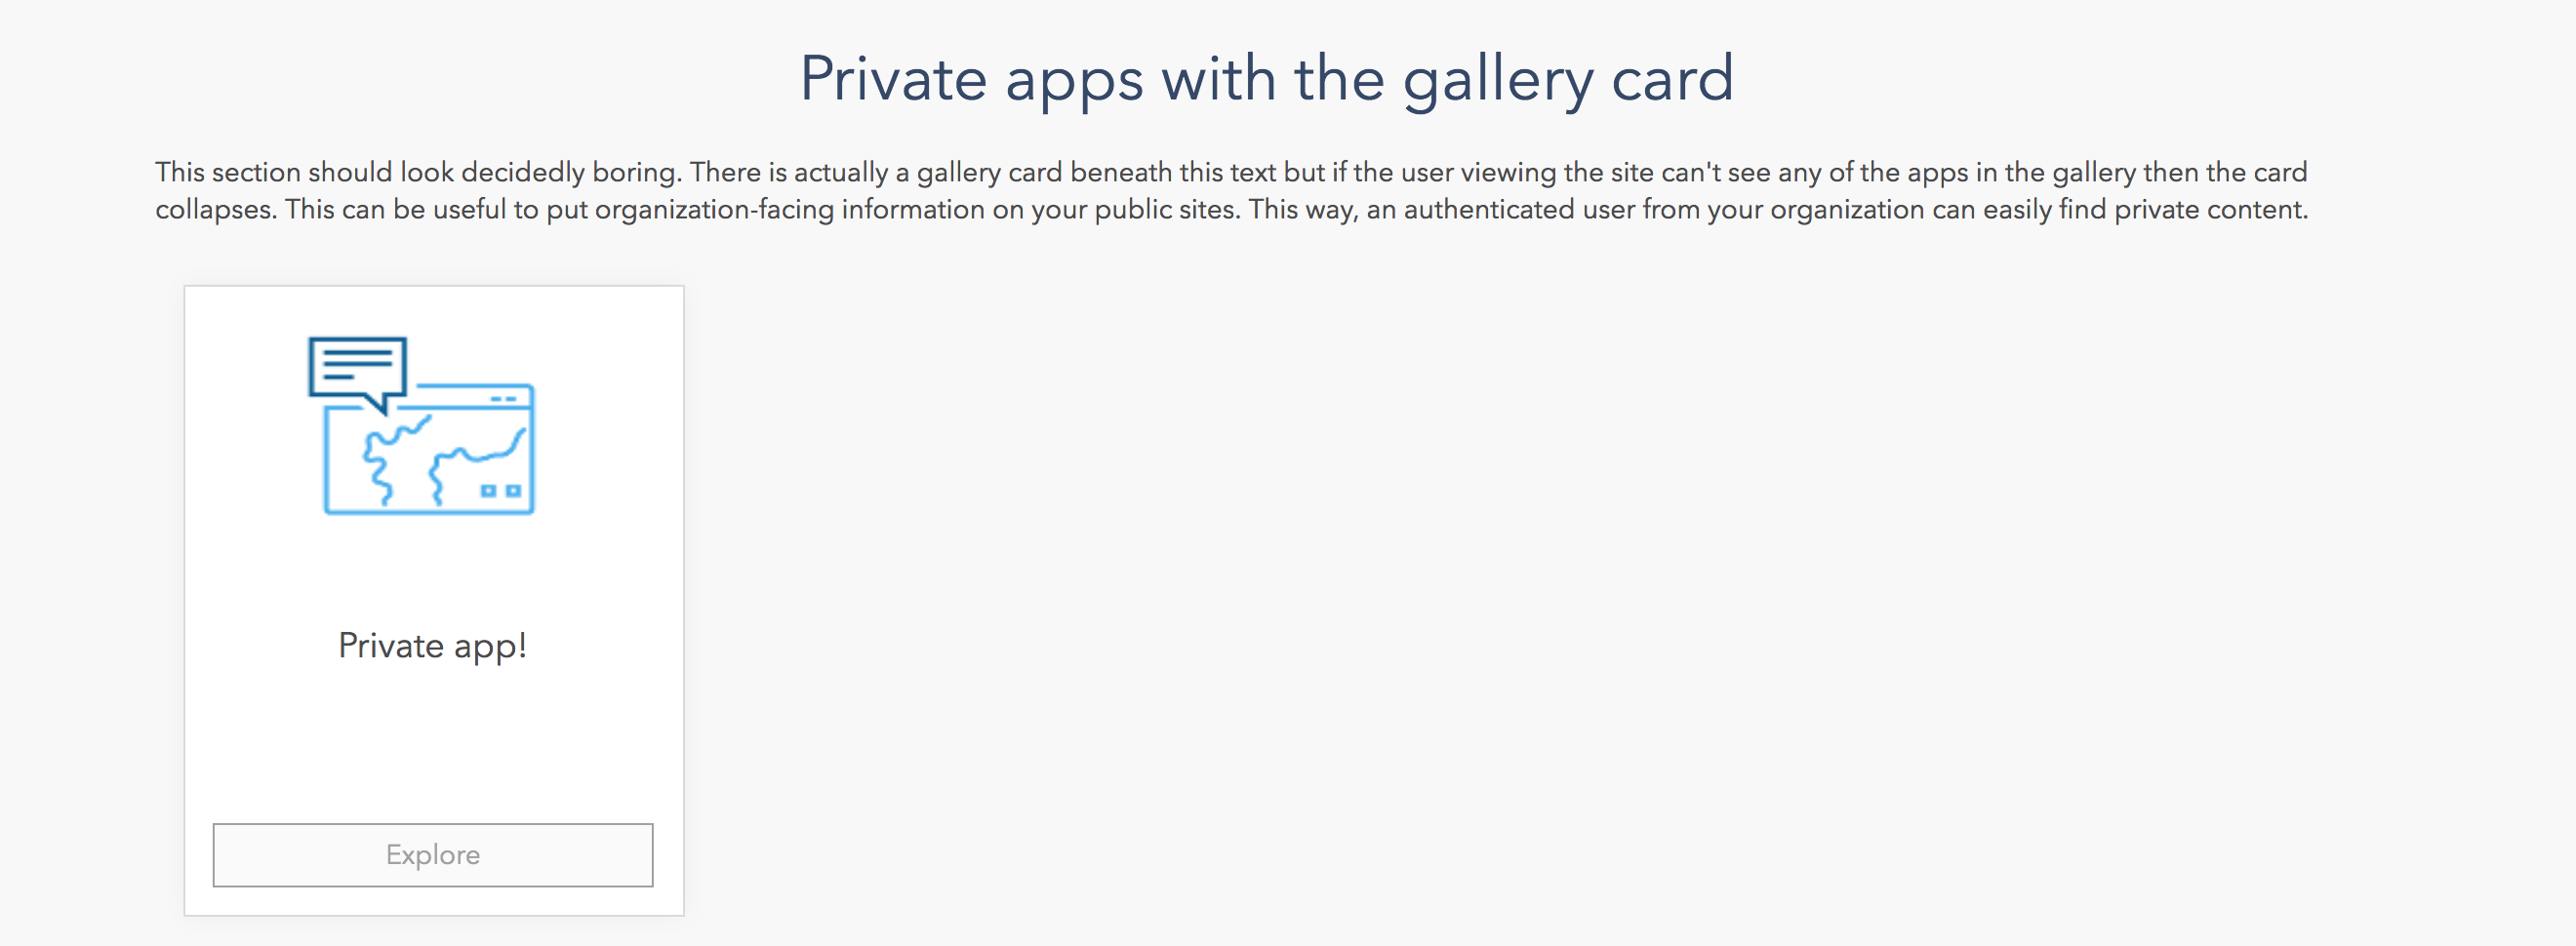 Private apps with the gallery card
This section should look decidedly boring. There is actually a gallery card beneath this text but if the user viewing the site can't see any of the apps in the gallery then the card
collapses. This can be useful to put organization-facing information on your public sites. This way, an authenticated user from your organization can easily find private content.
Private app!
Explore